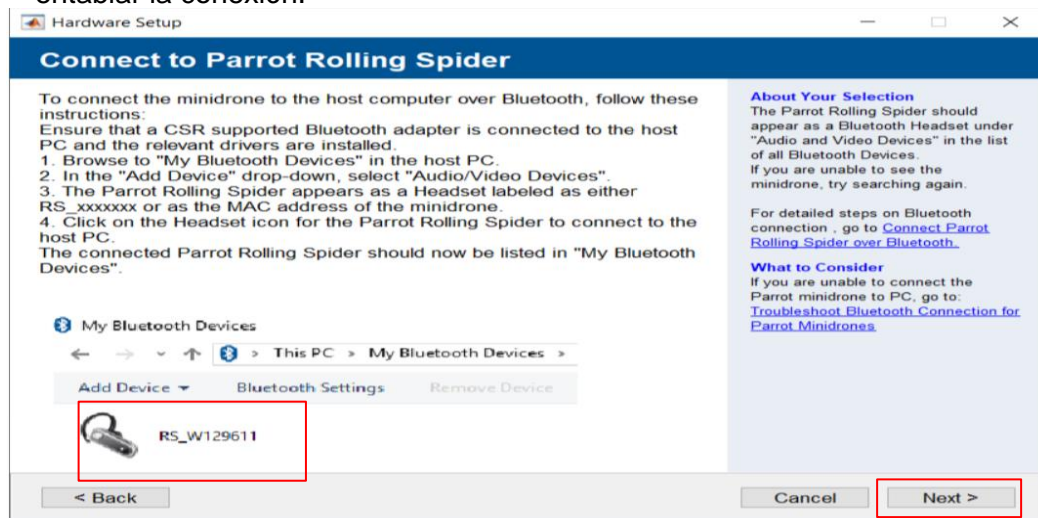 entablar la conexión.
Hardware Setup
Connect to Parrot Rolling Spider
To connect the minidrone to the host computer over Bluetooth, follow these
instructions:
Ensure that a CSR supported Bluetooth adapter is connected to the host
PC and the relevant drivers are installed.
1. Browse to "My Bluetooth Devices" in the host PC.
2. In the "Add Device" drop-down, select "Audio/Video Devices".
3. The Parrot Rolling Spider appears as a Headset labeled as either
RS_xxxxxxx or as the MAC address of the minidrone.
4. Click on the Headset icon for the Parrot Rolling Spider to connect to the
host PC.
The connected Parrot Rolling Spider should now be listed in "My Bluetooth
Devices".
My Bluetooth Devices
> This PC > My Bluetooth Devices >
Add Device Bluetooth Settings Remove Device
RS_W129611
About Your Selection
The Parrot Rolling Spider should
appear as a Bluetooth Headset under
"Audio and Video Devices" in the list
of all Bluetooth Devices.
If you are unable to see the
minidrone, try searching again.
For detailed steps on Bluetooth
connection , go to Connect Parrot
Rolling Spider over Bluetooth.
What to Consider
If you are unable to connect the
Parrot minidrone to PC, go to:
Troubleshoot Bluetooth Connection for
Parrot Minidrones
< Back Cancel Next >